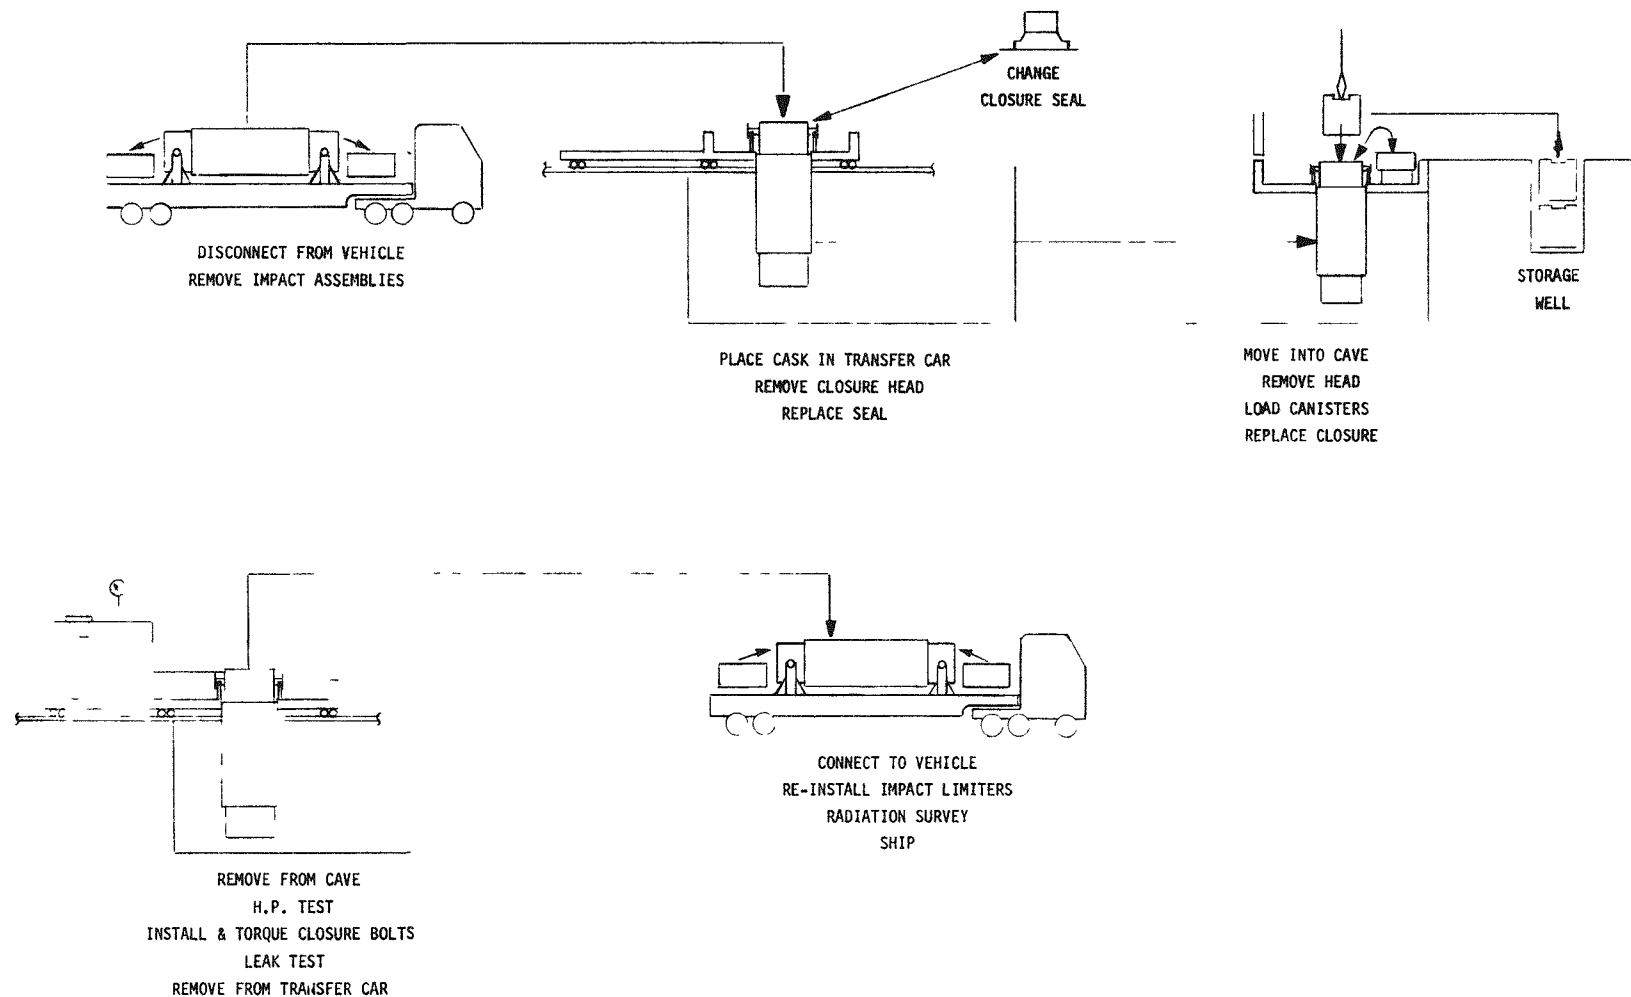 CHANGE
CLOSURE SEAL
DISCONNECT FROM VEHICLE
REMOVE IMPACT ASSEMBLIES
STORAGE
WELL
PLACE CASK IN TRANSFER CAR
REMOVE CLOSURE HEAD
REPLACE SEAL
MOVE INTO CAVE
REMOVE HEAD
LOAD CANISTERS
REPLACE CLOSURE
CONNECT TO VEHICLE
RE-INSTALL IMPACT LIMITERS
RADIATION SURVEY
SHIP
REMOVE FROM CAVE
H.P. TEST
INSTALL & TORQUE CLOSURE BOLTS
LEAK TEST
REMOVE FROM TRANSFER CAR